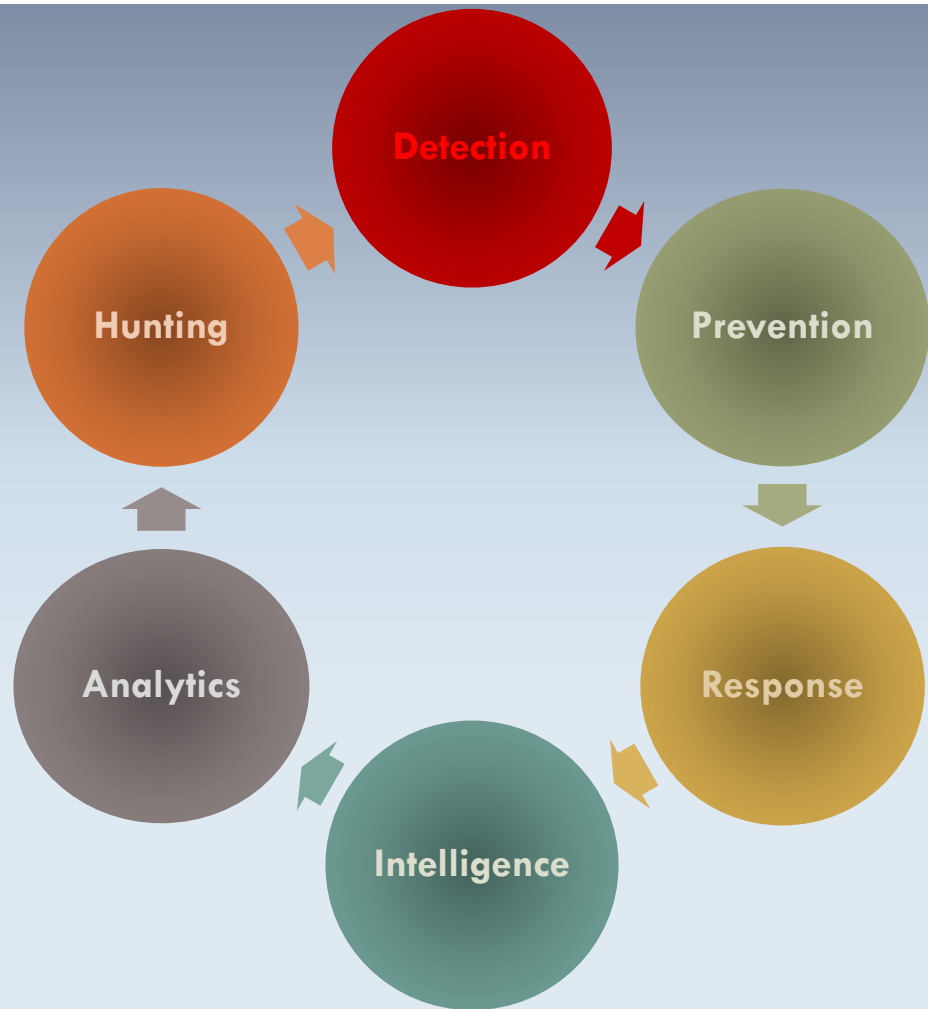 Detection
Prevention
Response
Intelligence
Analytics
Hunting